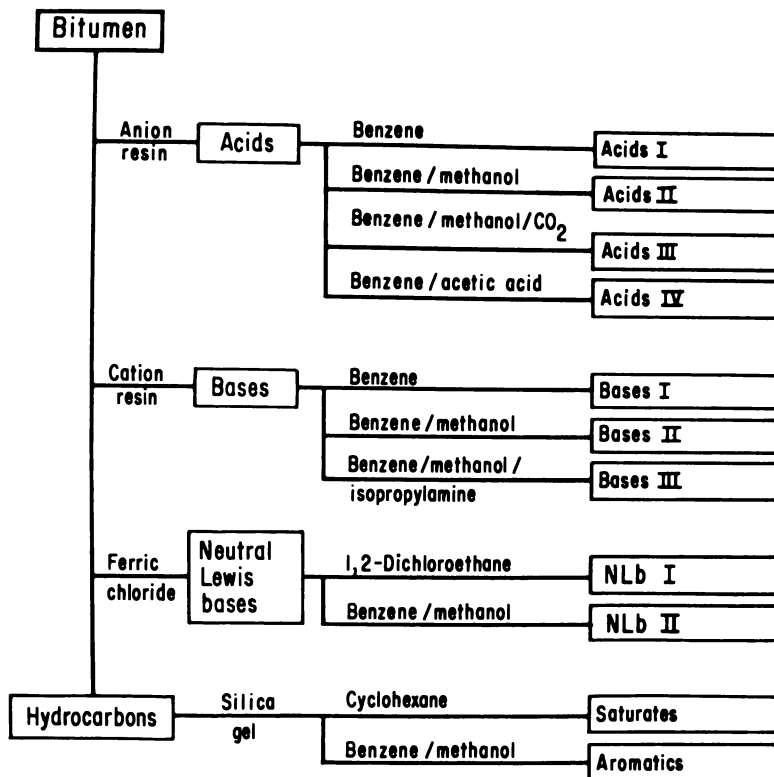 Bitumen
Anion
resin
Acids
Benzene
Acids I
Benzene/methanol
Acids II
Benzene/methanol/CO2
Acids III
Benzene/acetic acid
Acids IV
Cation
resin
Bases
Benzene
Bases I
Benzene/methanol
Bases II
Benzene/methanol/
isopropylamine
Bases III
Ferric
chloride
Neutral
Lewis
bases
1,2-Dichloroethane
NLb I
Benzene/methanol
NLb II
Hydrocarbons
Silica
gel
Cyclohexane
Saturates
Benzene/methanol
Aromatics